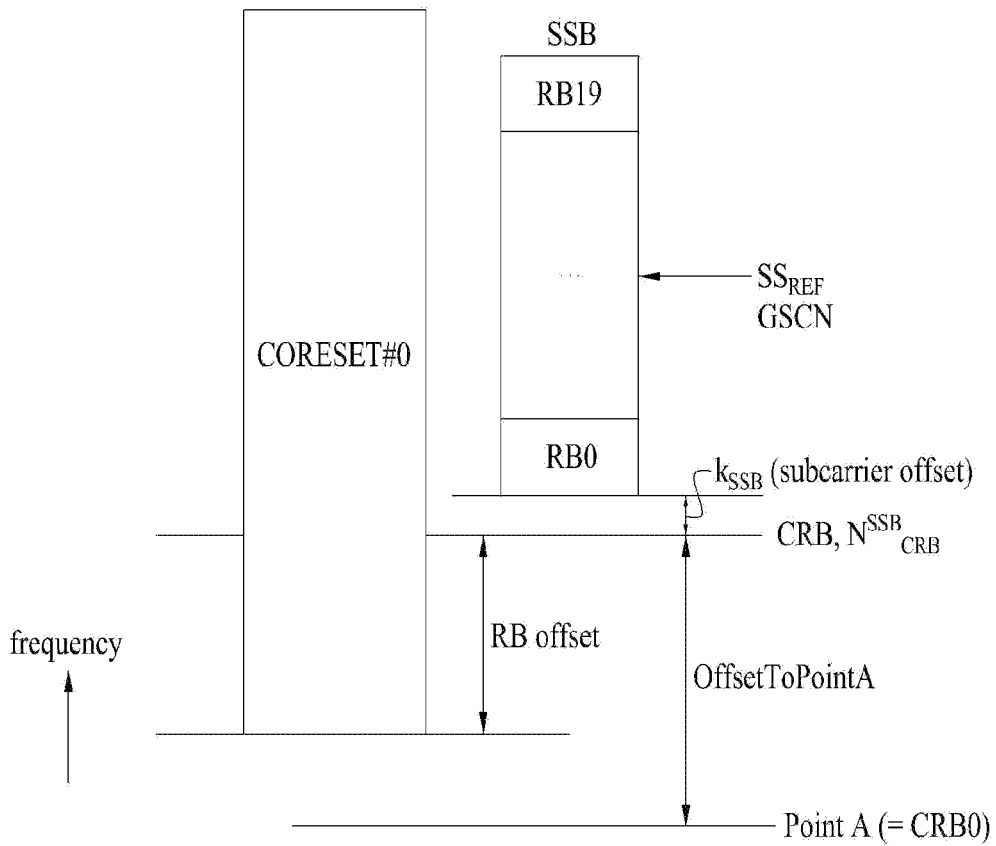 SSB
RB19
...
SS_REF
GSCN
CORESET#0
RB0
k_SSB (subcarrier offset)
CRB, N^SSB_CRB
RB offset
frequency
OffsetToPointA
Point A (= CRB0)